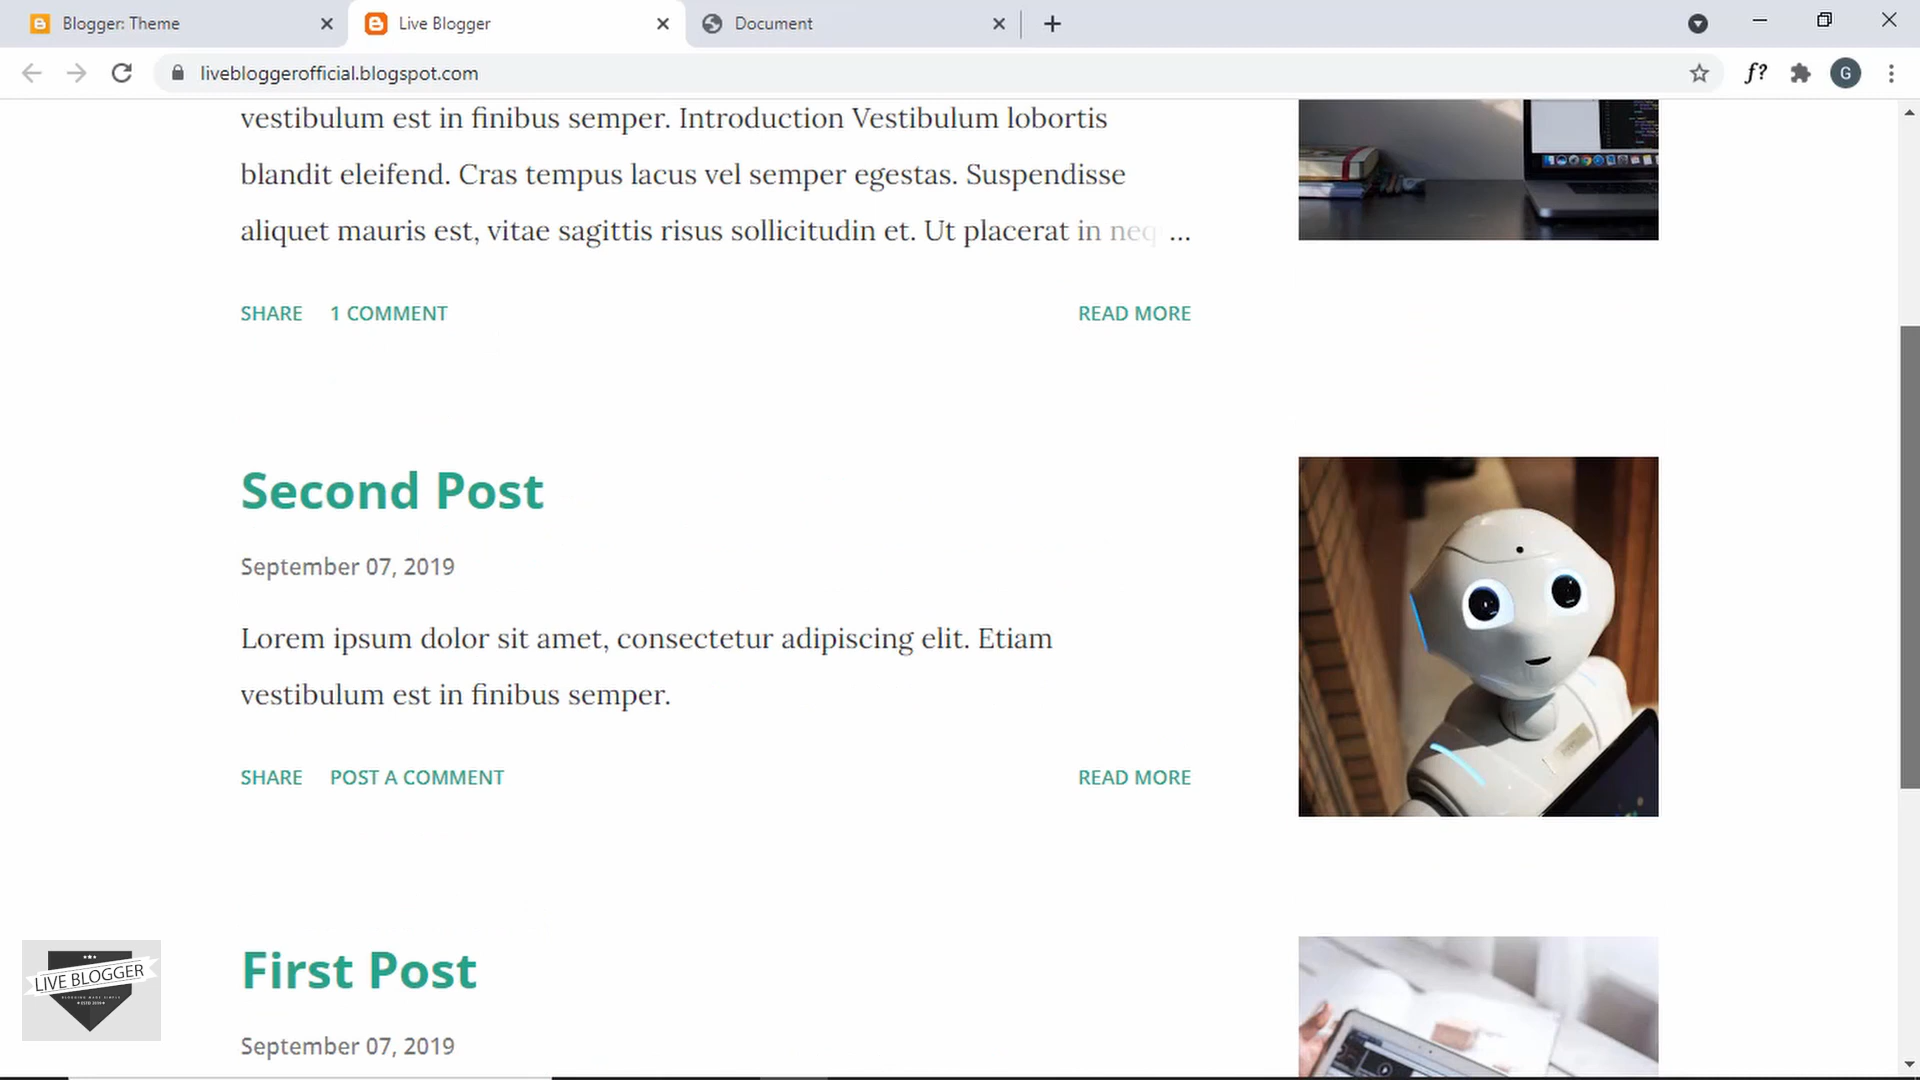 Blogger: Theme
Live Blogger
Document
livebloggerofficial.blogspot.com
f?
G
vestibulum est in finibus semper. Introduction Vestibulum lobortis
blandit eleifend. Cras tempus lacus vel semper egestas. Suspendisse
aliquet mauris est, vitae sagittis risus sollicitudin et. Ut placerat in neq ...
SHARE
1 COMMENT
READ MORE
Second Post
September 07, 2019
Lorem ipsum dolor sit amet, consectetur adipiscing elit. Etiam
vestibulum est in finibus semper.
SHARE
POST A COMMENT
READ MORE
First Post
September 07, 2019
LIVE BLOGGER